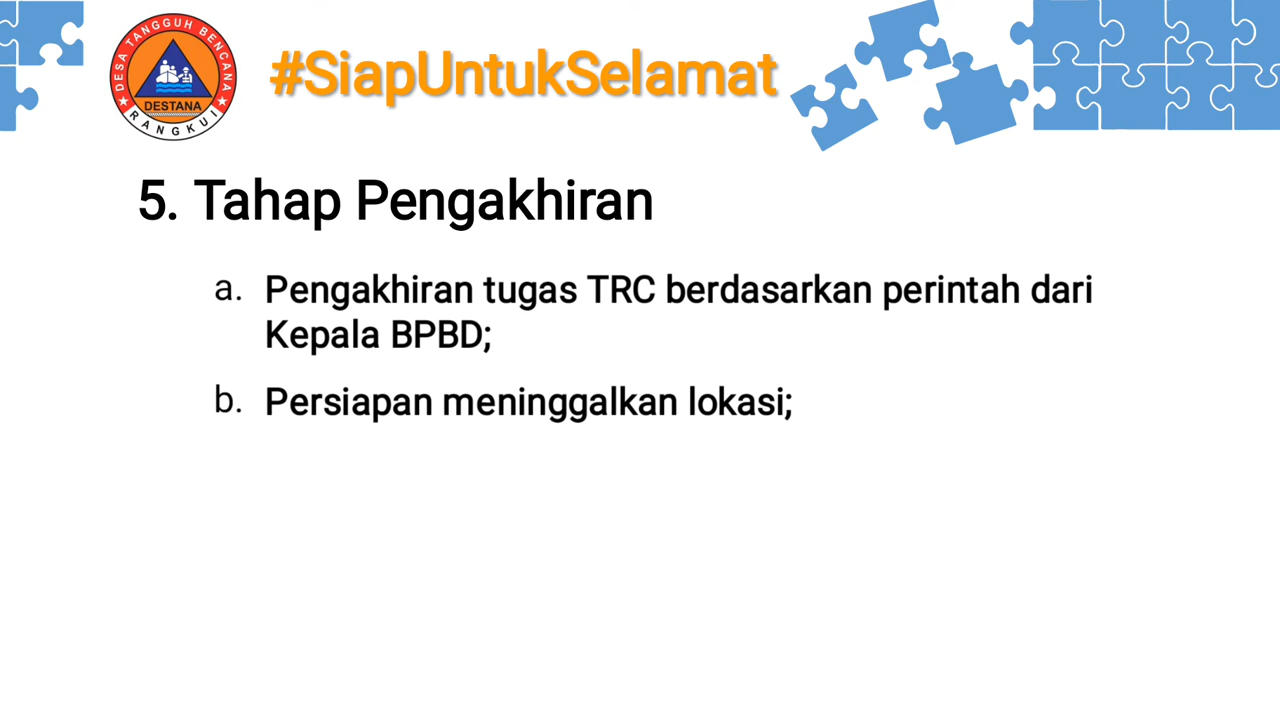 DESA TANGGUH BENCANA
DESTANA
RANGKUI
#SiapUntukSelamat
5. Tahap Pengakhiran
a. Pengakhiran tugas TRC berdasarkan perintah dari
Kepala BPBD;
b. Persiapan meninggalkan lokasi;